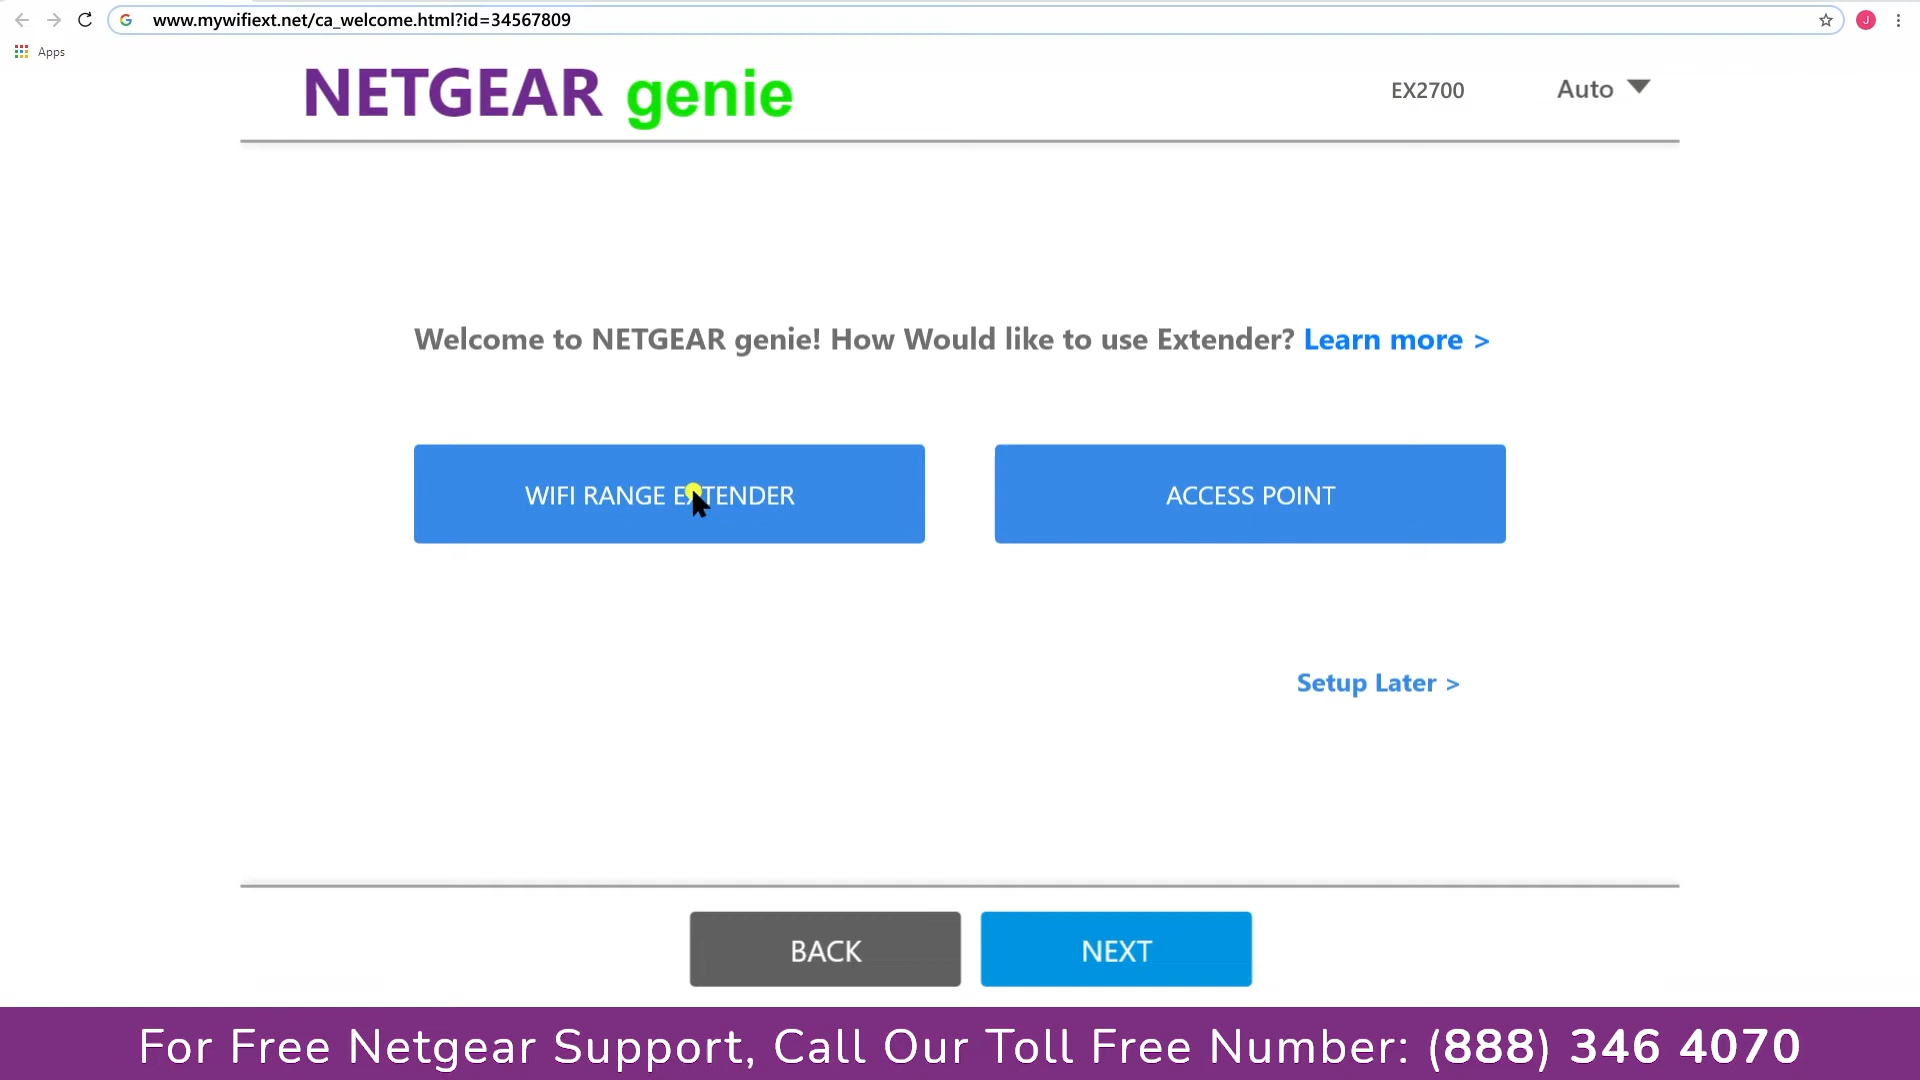 www.mywifiext.net/ca_welcome.html?id=34567809
J
Apps
NETGEAR genie
EX2700
Auto
Welcome to NETGEAR genie! How Would like to use Extender? Learn more >
WIFI RANGE EXTENDER
ACCESS POINT
Setup Later >
BACK
NEXT
For Free Netgear Support, Call Our Toll Free Number: (888) 346 4070